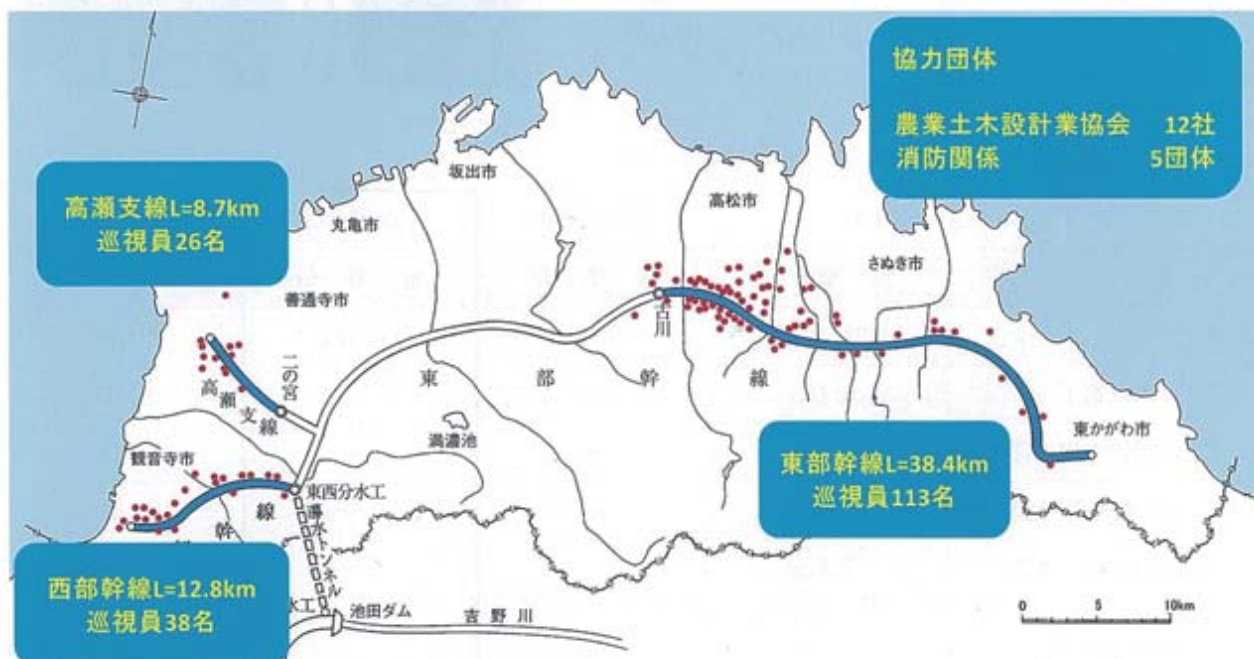 協力団体
農業土木設計業協会 12社
消防関係 5団体
高瀬支線L=8.7km
巡視員26名
坂出市
丸亀市
高松市
さぬき市
善通寺市
二の宮
高瀬支線
東部幹線
満濃池
観音寺市
東西分水工
幹線
導水トンネル
東かがわ市
東部幹線L=38.4km
巡視員113名
西部幹線L=12.8km
巡視員38名
水工
池田ダム
吉野川
0 5 10km